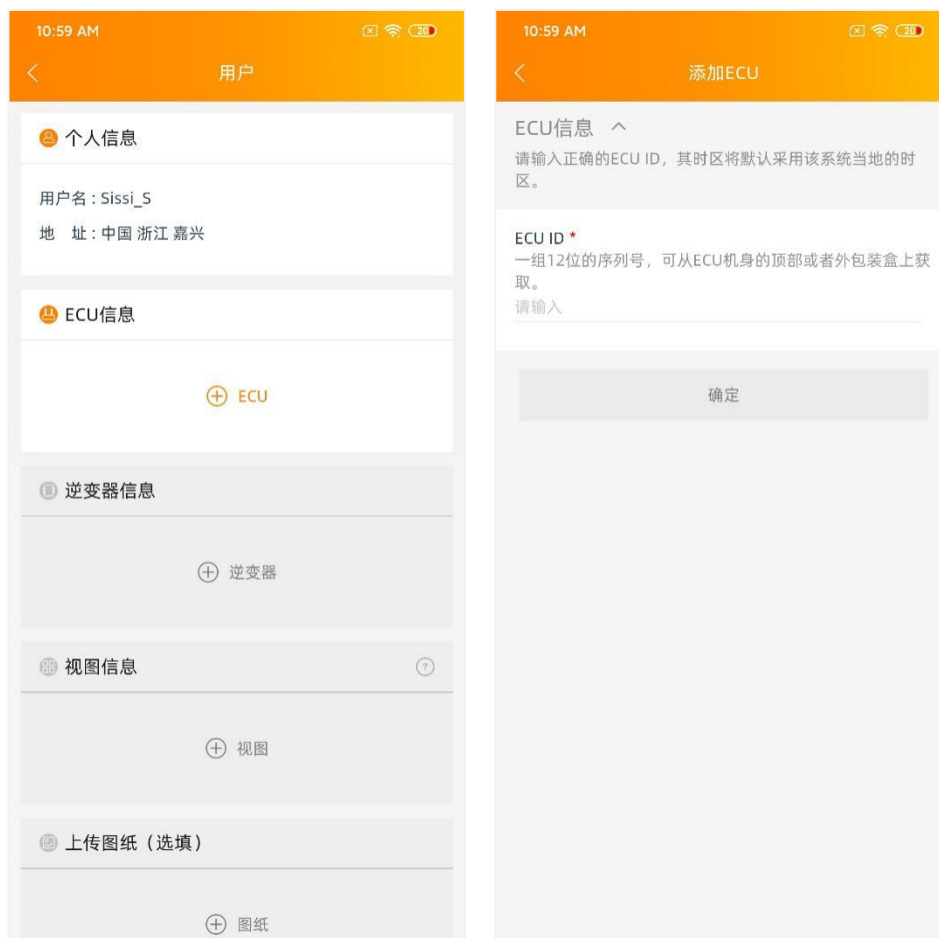 10:59 AM
20
用户
个人信息
用户名 : Sissi_S
地 址 : 中国 浙江 嘉兴
ECU信息
ECU
逆变器信息
逆变器
视图信息
?
视图
上传图纸（选填）
图纸
10:59 AM
20
添加ECU
ECU信息
请输入正确的ECU ID，其时区将默认采用该系统当地的时
区。
ECU ID *
一组12位的序列号，可从ECU机身的顶部或者外包装盒上获
取。
请输入
确定